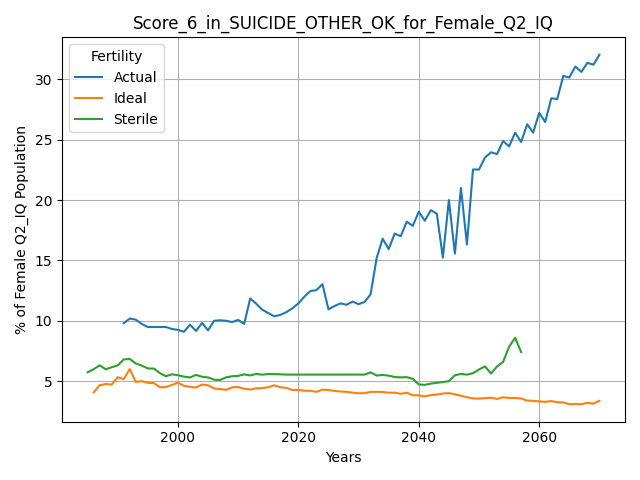 Score_6_in_SUICIDE_OTHER_OK_for_Female_Q2_IQ
Fertility
Actual
Ideal
Sterile
% of Female Q2_IQ Population
30
25
20
15
10
5
2000
2020
2040
2060
Years